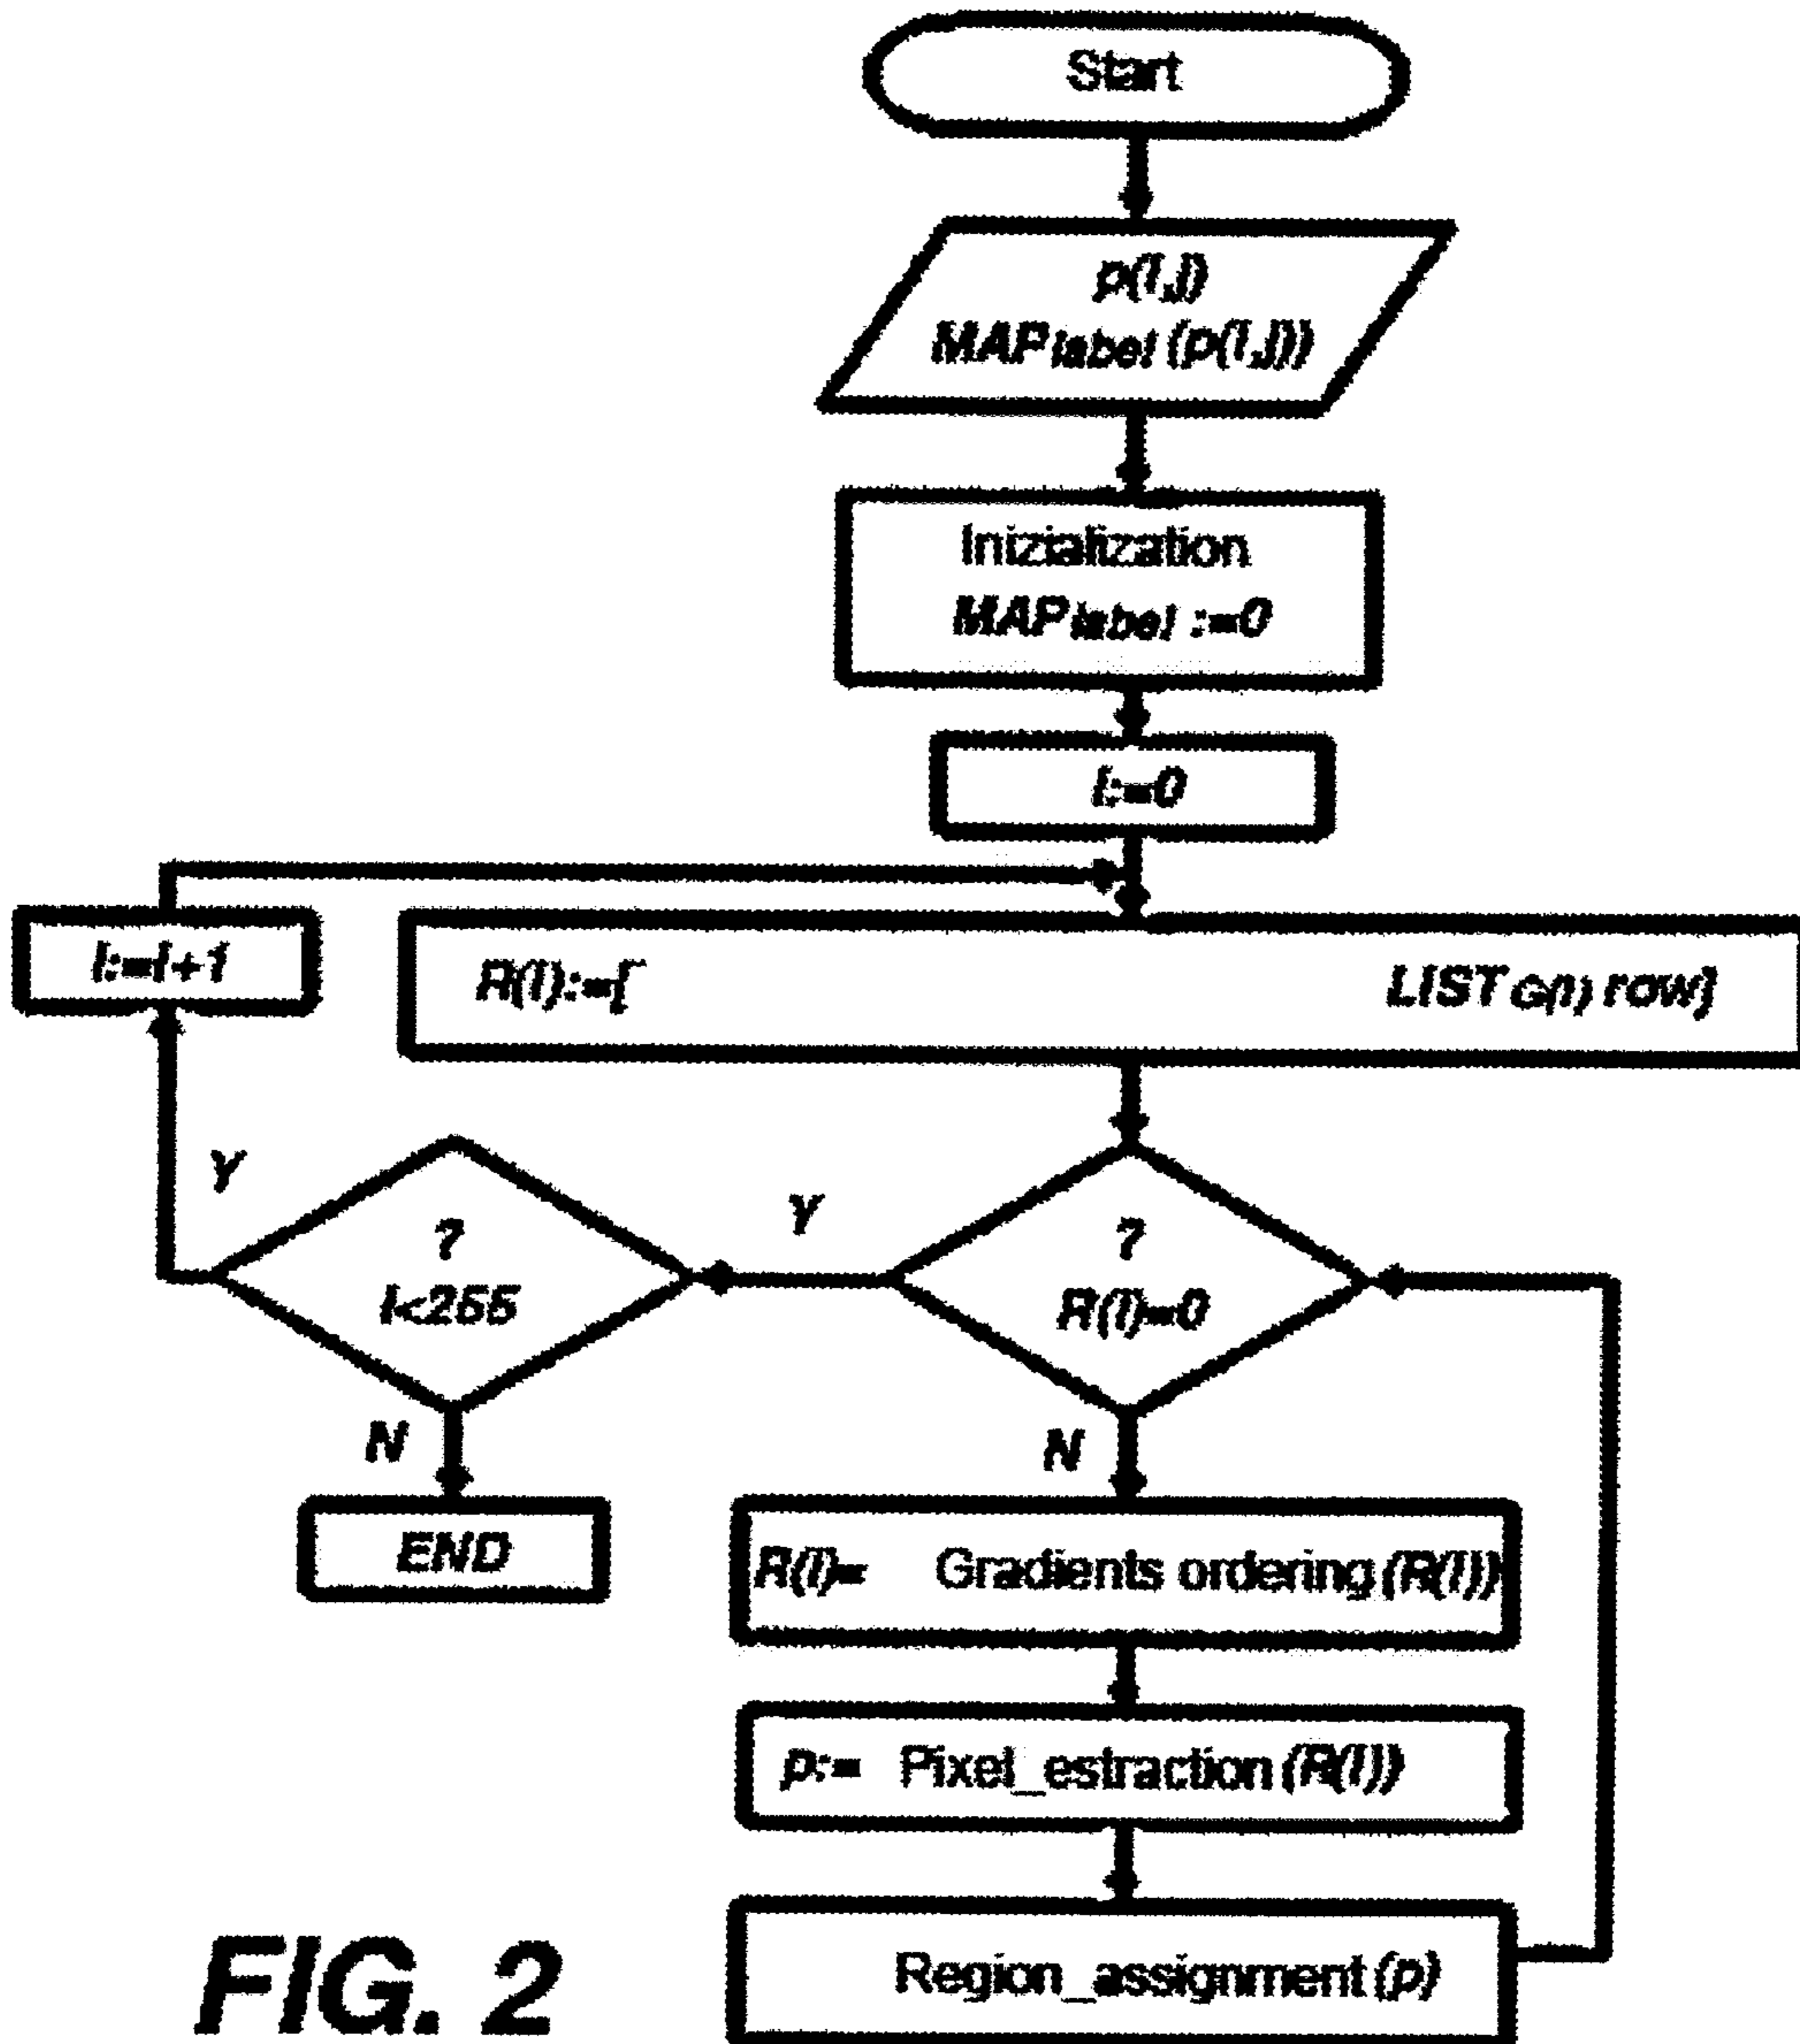 Start
p(i,j)
MAP label (p(i,j))
Inizialization
MAP label :=0
I:=0
I:=I+1
R(I):=[ LIST G(I) row]
Y
Y
?
I<255
?
R(I)=0
N
N
END
R(I)= Gradients ordering (R(I))
p:= Pixel_estraction (R(I))
Region_assignment (p)
FIG. 2